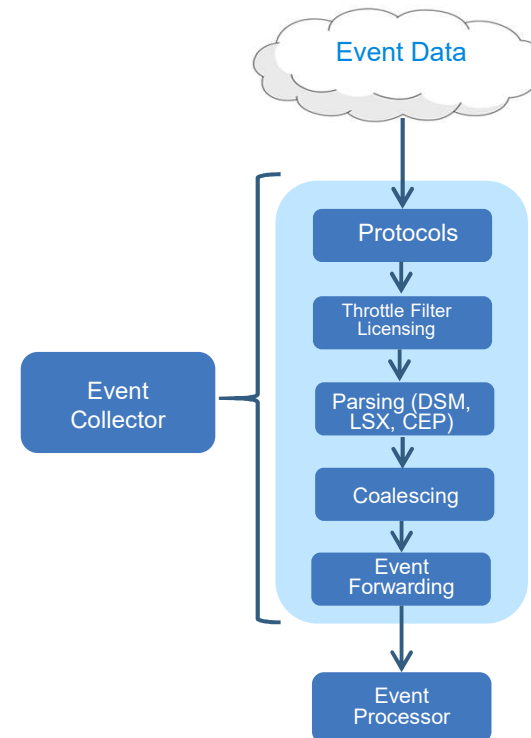 Event Data
Protocols
Throttle Filter
Licensing
Event
Collector
Parsing (DSM,
LSX, CEP)
Coalescing
Event
Forwarding
Event
Processor